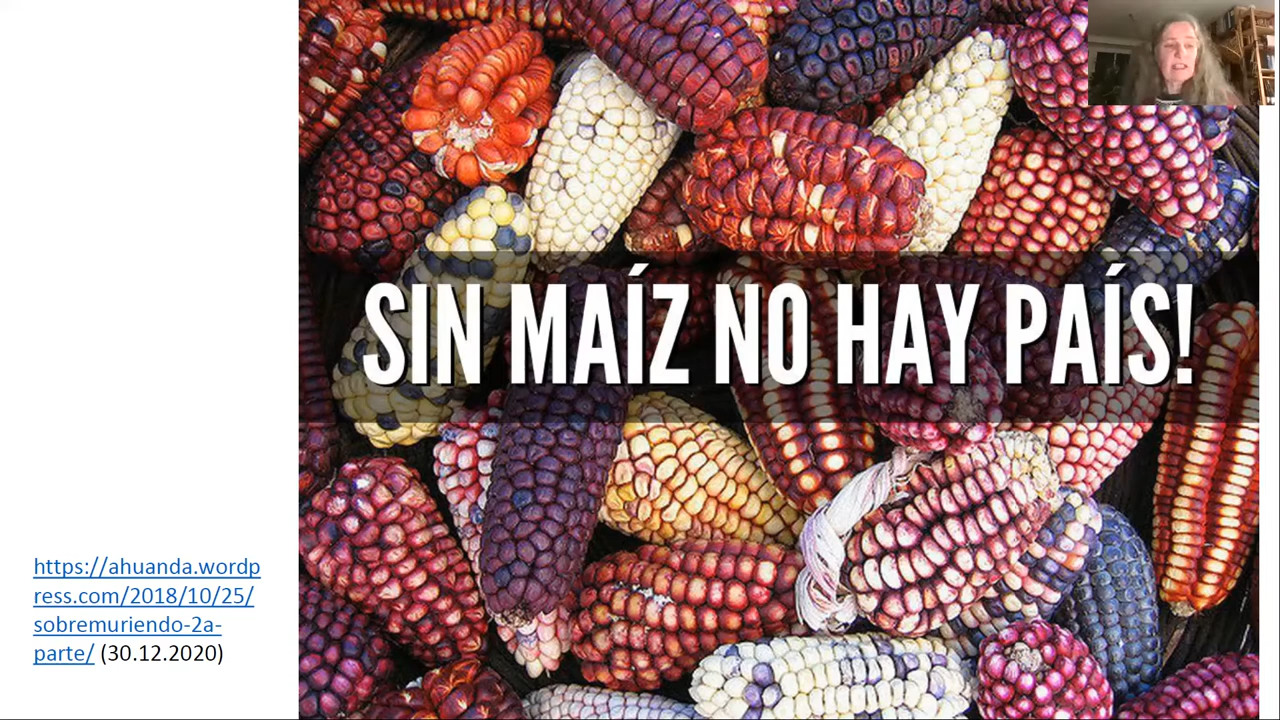 SIN MAÍZ NO HAY PAÍS!
https://ahuanda.wordp
ress.com/2018/10/25/
sobremuriendo-2a-
parte/ (30.12.2020)